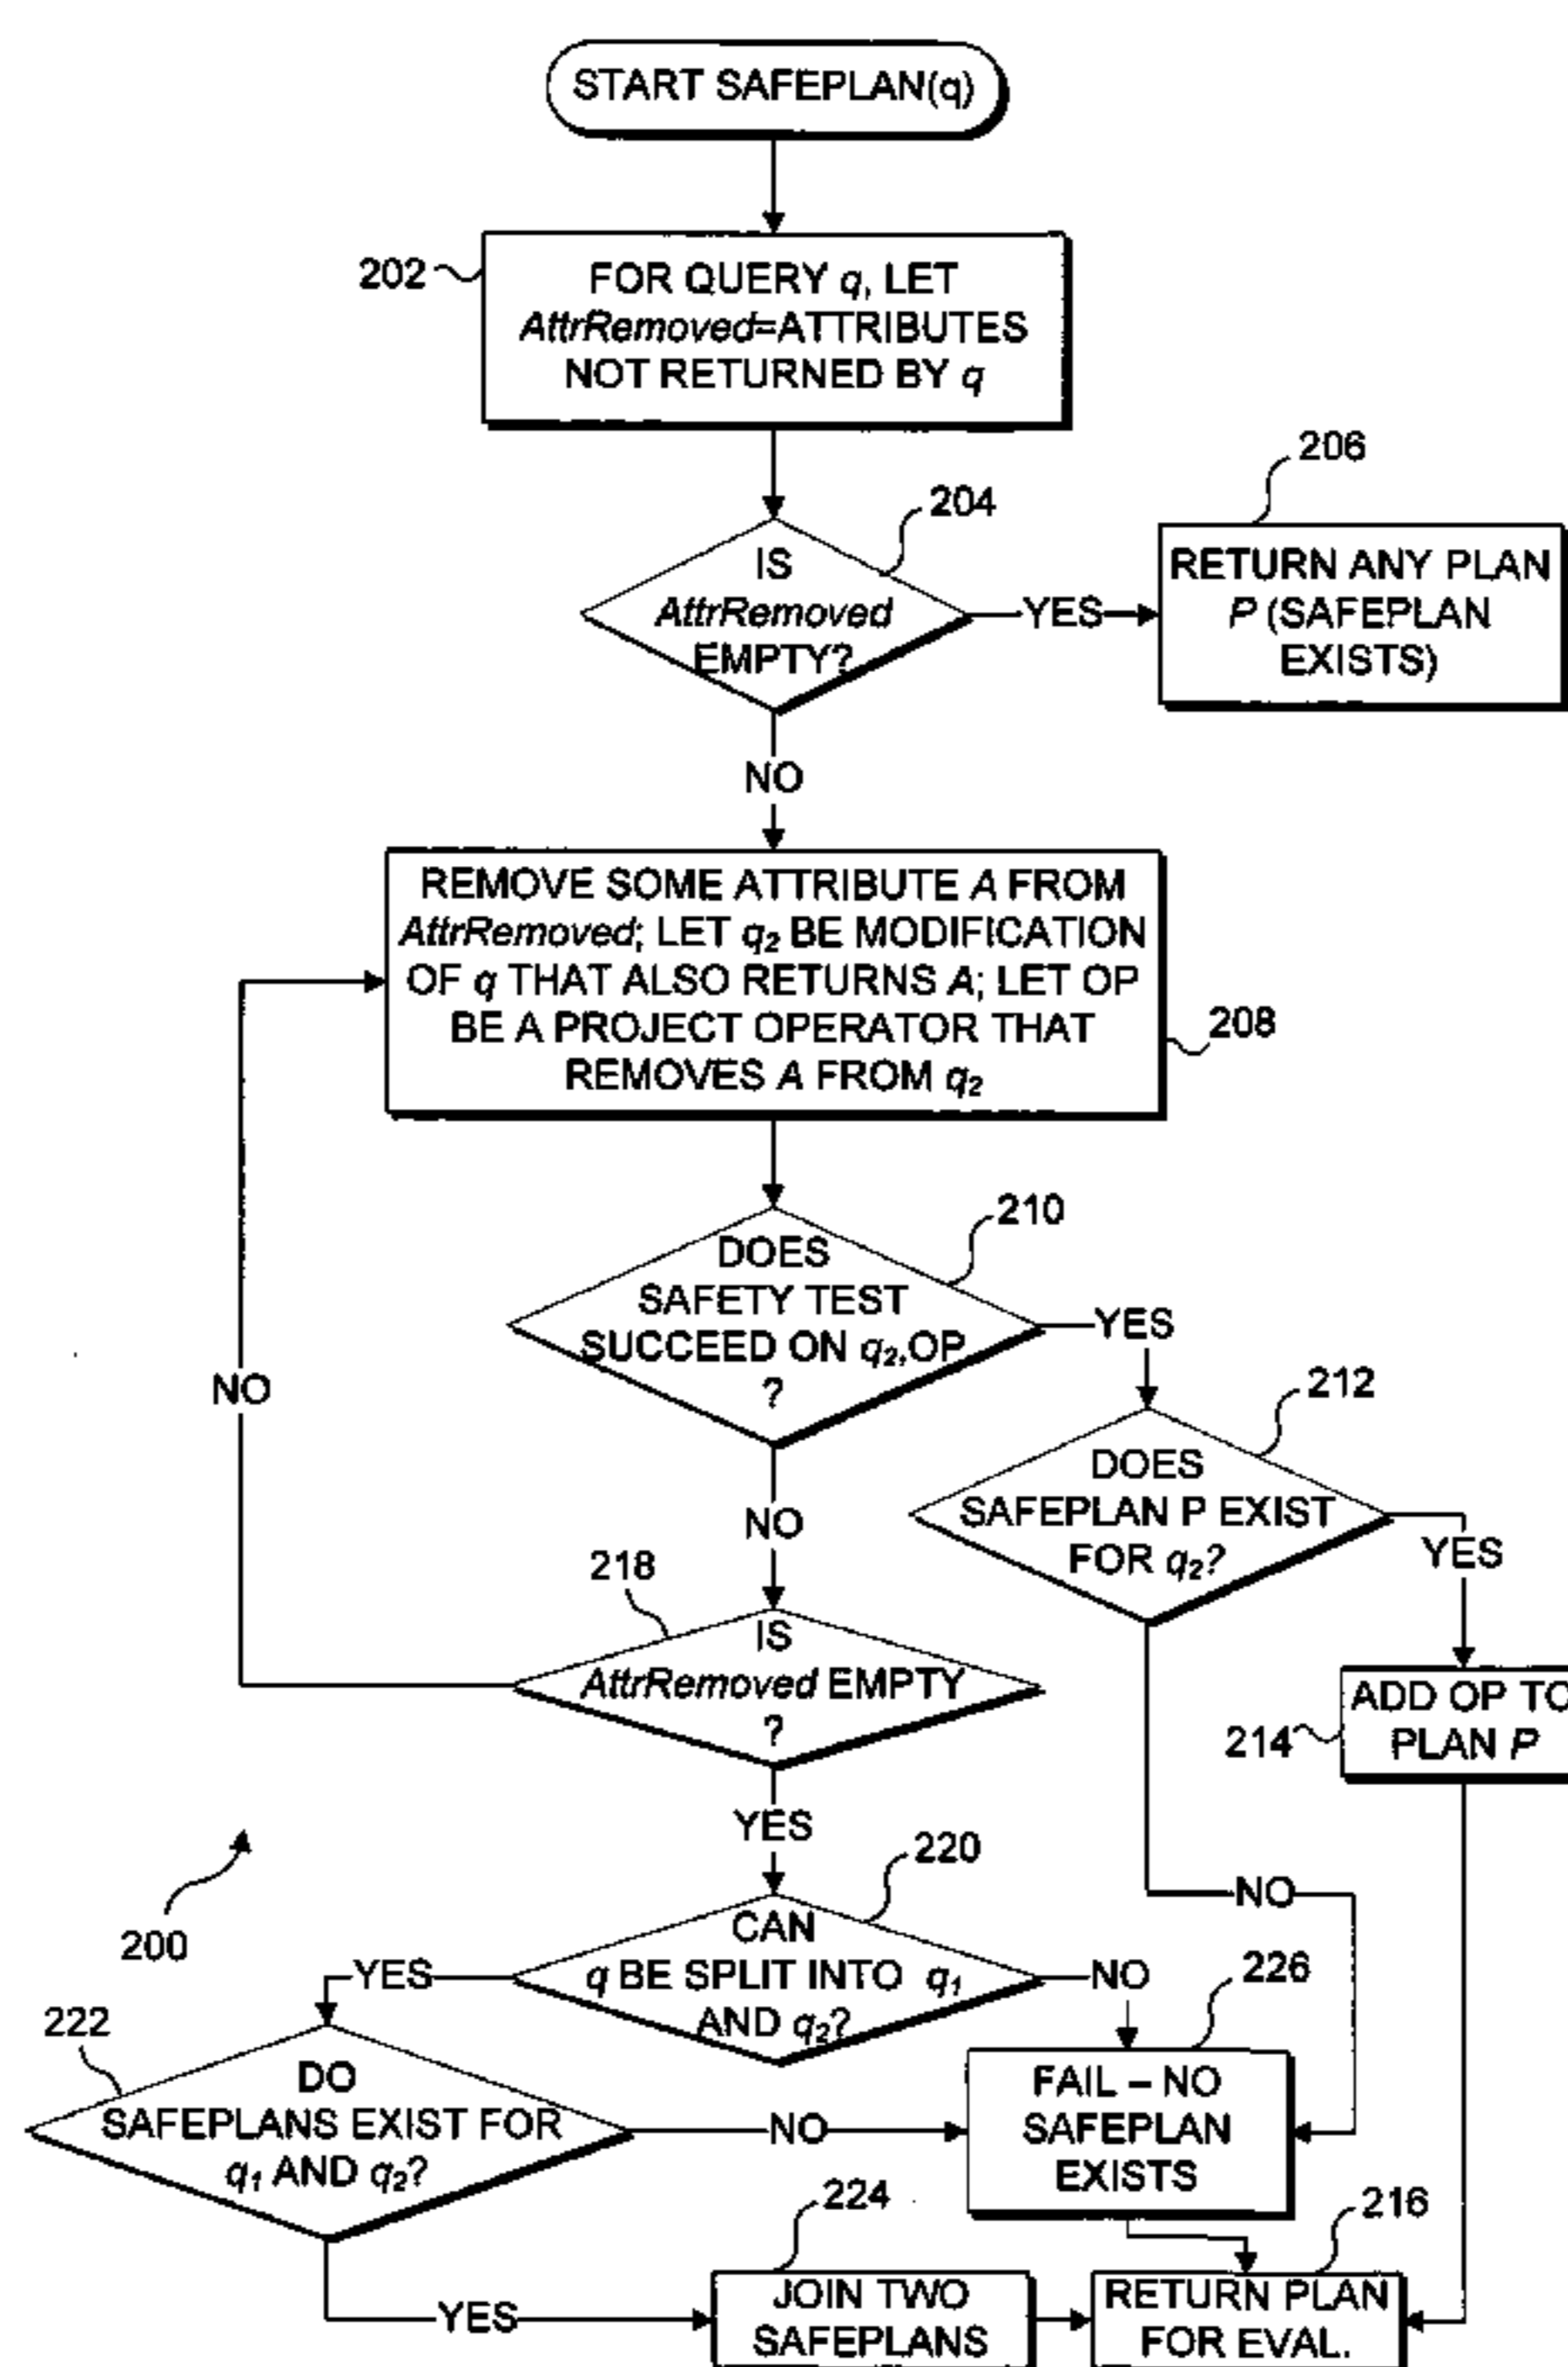 START SAFEPLAN(q)
202
FOR QUERY q, LET
AttrRemoved=ATTRIBUTES
NOT RETURNED BY q
206
204
IS
AttrRemoved
EMPTY?
YES
RETURN ANY PLAN
P (SAFEPLAN
EXISTS)
NO
REMOVE SOME ATTRIBUTE A FROM
AttrRemoved; LET q2 BE MODIFICATION
OF q THAT ALSO RETURNS A; LET OP
BE A PROJECT OPERATOR THAT
REMOVES A FROM q2
208
210
DOES
SAFETY TEST
SUCCEED ON q2,OP
?
YES
NO
212
DOES
SAFEPLAN P EXIST
FOR q2?
YES
NO
218
IS
AttrRemoved EMPTY
?
ADD OP TO
PLAN P
214
YES
220
NO
200
CAN
q BE SPLIT INTO q1
AND q2?
YES
NO
226
222
DO
SAFEPLANS EXIST FOR
q1 AND q2?
NO
FAIL – NO
SAFEPLAN
EXISTS
224
216
YES
JOIN TWO
SAFEPLANS
RETURN PLAN
FOR EVAL.